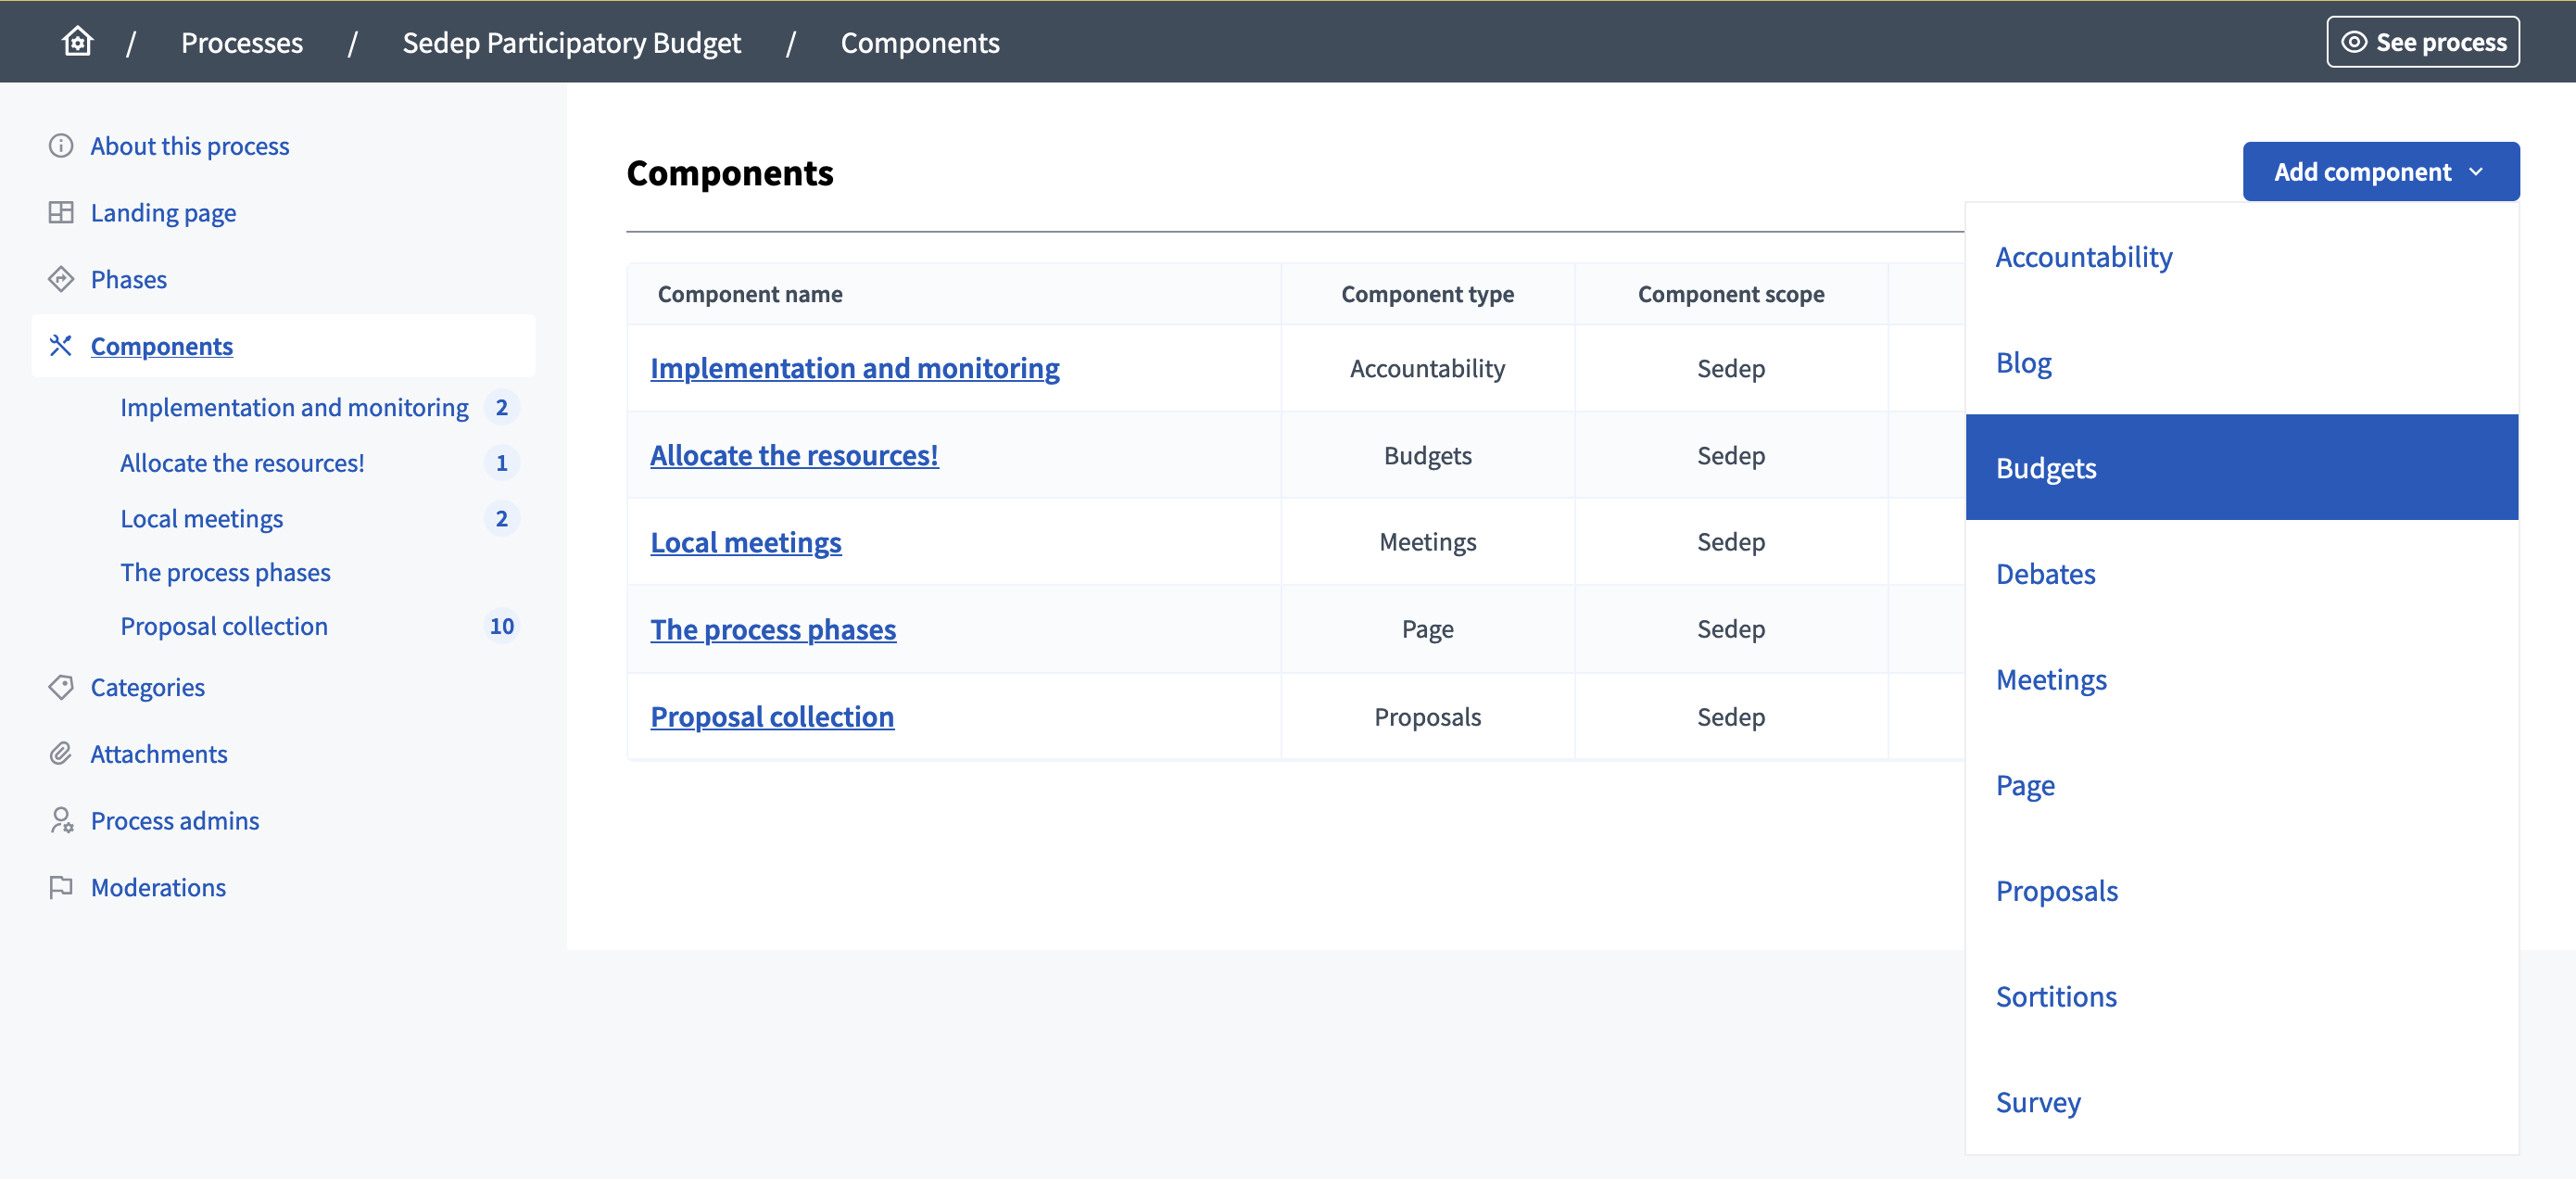 / Processes / Sedep Participatory Budget / Components
See process
About this process
Landing page
Phases
Components
Implementation and monitoring 2
Allocate the resources! 1
Local meetings 2
The process phases
Proposal collection 10
Categories
Attachments
Process admins
Moderations
Components
Add component
Component name Component type Component scope
Implementation and monitoring Accountability Sedep
Allocate the resources! Budgets Sedep
Local meetings Meetings Sedep
The process phases Page Sedep
Proposal collection Proposals Sedep
Accountability
Blog
Budgets
Debates
Meetings
Page
Proposals
Sortitions
Survey